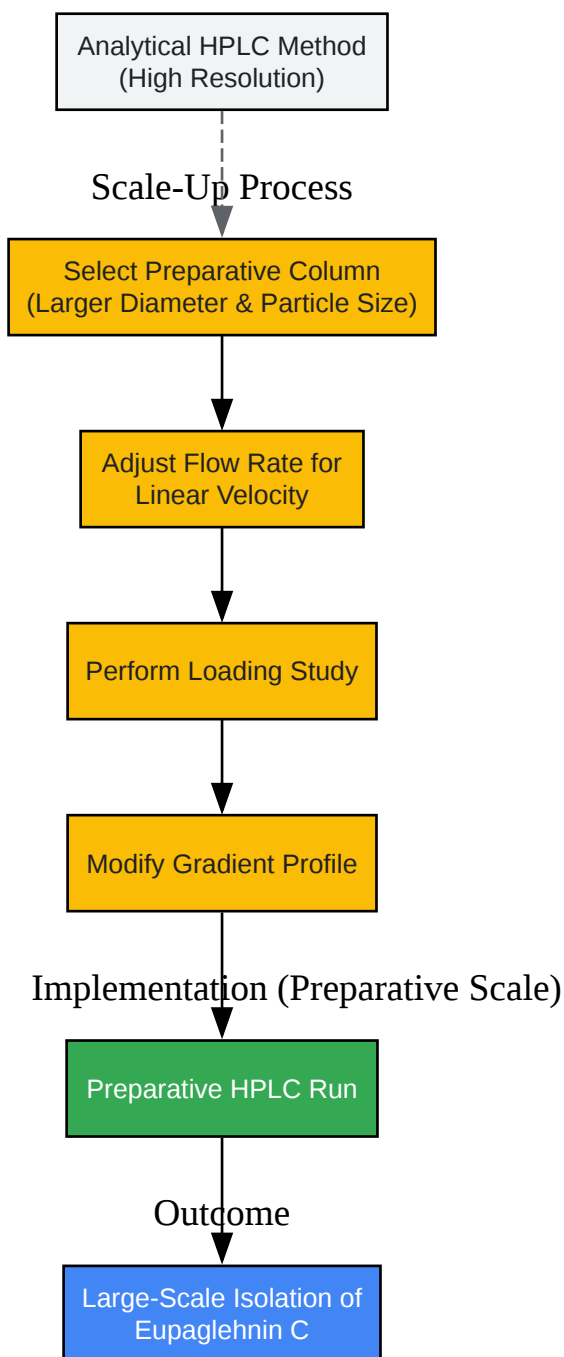 Analytical HPLC Method
(High Resolution)
Scale-Up Process
Select Preparative Column
(Larger Diameter & Particle Size)
Adjust Flow Rate for
Linear Velocity
Perform Loading Study
Modify Gradient Profile
Implementation (Preparative Scale)
Preparative HPLC Run
Outcome
Large-Scale Isolation of
Eupaglehnin C